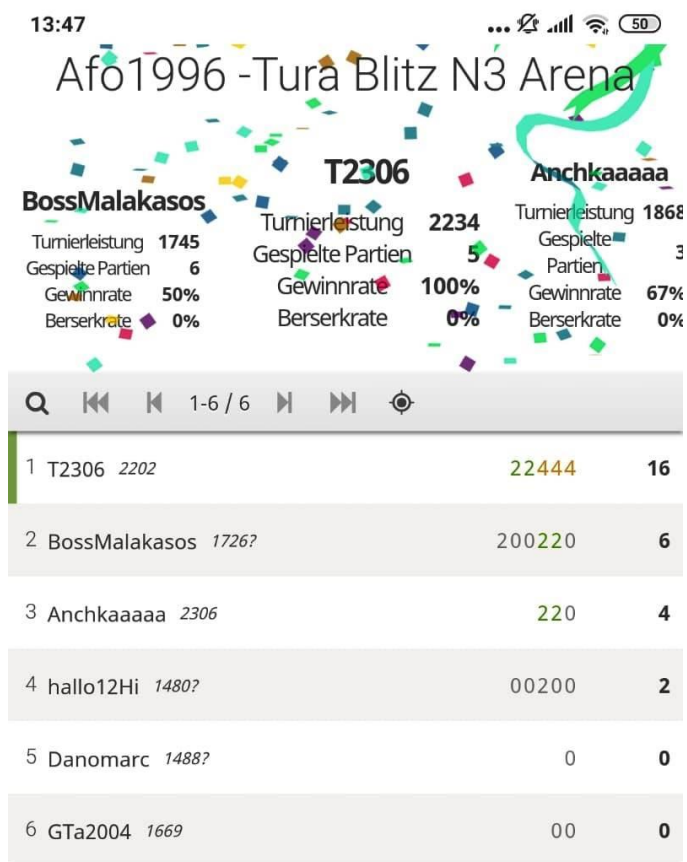 13:47
50
Afo1996 -Tura Blitz N3 Arena
BossMalakasos
Turnierleistung 1745
Gespielte Partien 6
Gewinnrate 50%
Berserkrate 0%
T2306
Turnierleistung 2234
Gespielte Partien 5
Gewinnrate 100%
Berserkrate 0%
Anchkaaaaa
Turnierleistung 1868
Gespielte
Partien 3
Gewinnrate 67%
Berserkrate 0%
1-6 / 6
1 T2306 2202 22444 16
2 BossMalakasos 1726? 200220 6
3 Anchkaaaaa 2306 220 4
4 hallo12Hi 1480? 00200 2
5 Danomarc 1488? 0 0
6 GTa2004 1669 00 0